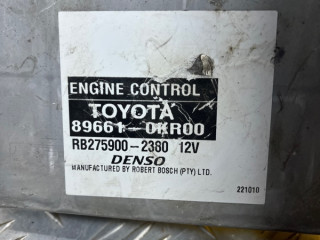 ENGINE CONTROL
TOYOTA
89661-0KR00
RB275900-2380 12V
DENSO
MANUFACTURED BY ROBERT BOSCH (PTY) LTD.
221010